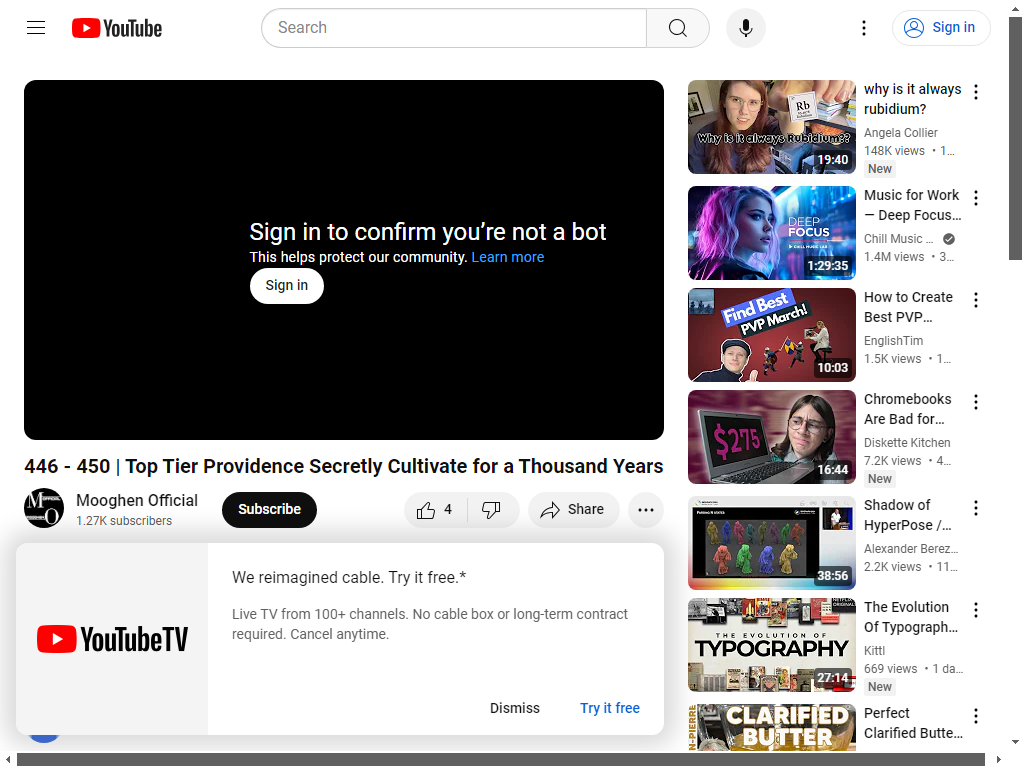 YouTube
Search
Sign in
Sign in to confirm you’re not a bot
This helps protect our community. Learn more
Sign in
446 - 450 | Top Tier Providence Secretly Cultivate for a Thousand Years
Mooghen Official
1.27K subscribers
Subscribe
4
Share
YouTubeTV
We reimagined cable. Try it free.*
Live TV from 100+ channels. No cable box or long-term contract
required. Cancel anytime.
Dismiss
Try it free
Rb
Why is it always Rubidium??
19:40
why is it always
rubidium?
Angela Collier
148K views • 1...
New
DEEP
FOCUS
CHILL MUSIC LAB
1:29:35
Music for Work
— Deep Focus...
Chill Music ...
1.4M views • 3...
Find Best
PVP March!
10:03
How to Create
Best PVP...
EnglishTim
1.5K views • 1...
$275
16:44
Chromebooks
Are Bad for...
Diskette Kitchen
7.2K views • 4...
New
38:56
Shadow of
HyperPose /...
Alexander Berez...
2.2K views • 11...
THE EVOLUTION OF
TYPOGRAPHY
27:14
The Evolution
Of Typograph...
Kittl
669 views • 1 da...
New
N-PIERRE
CLARIFIED
BUTTER
Perfect
Clarified Butte...